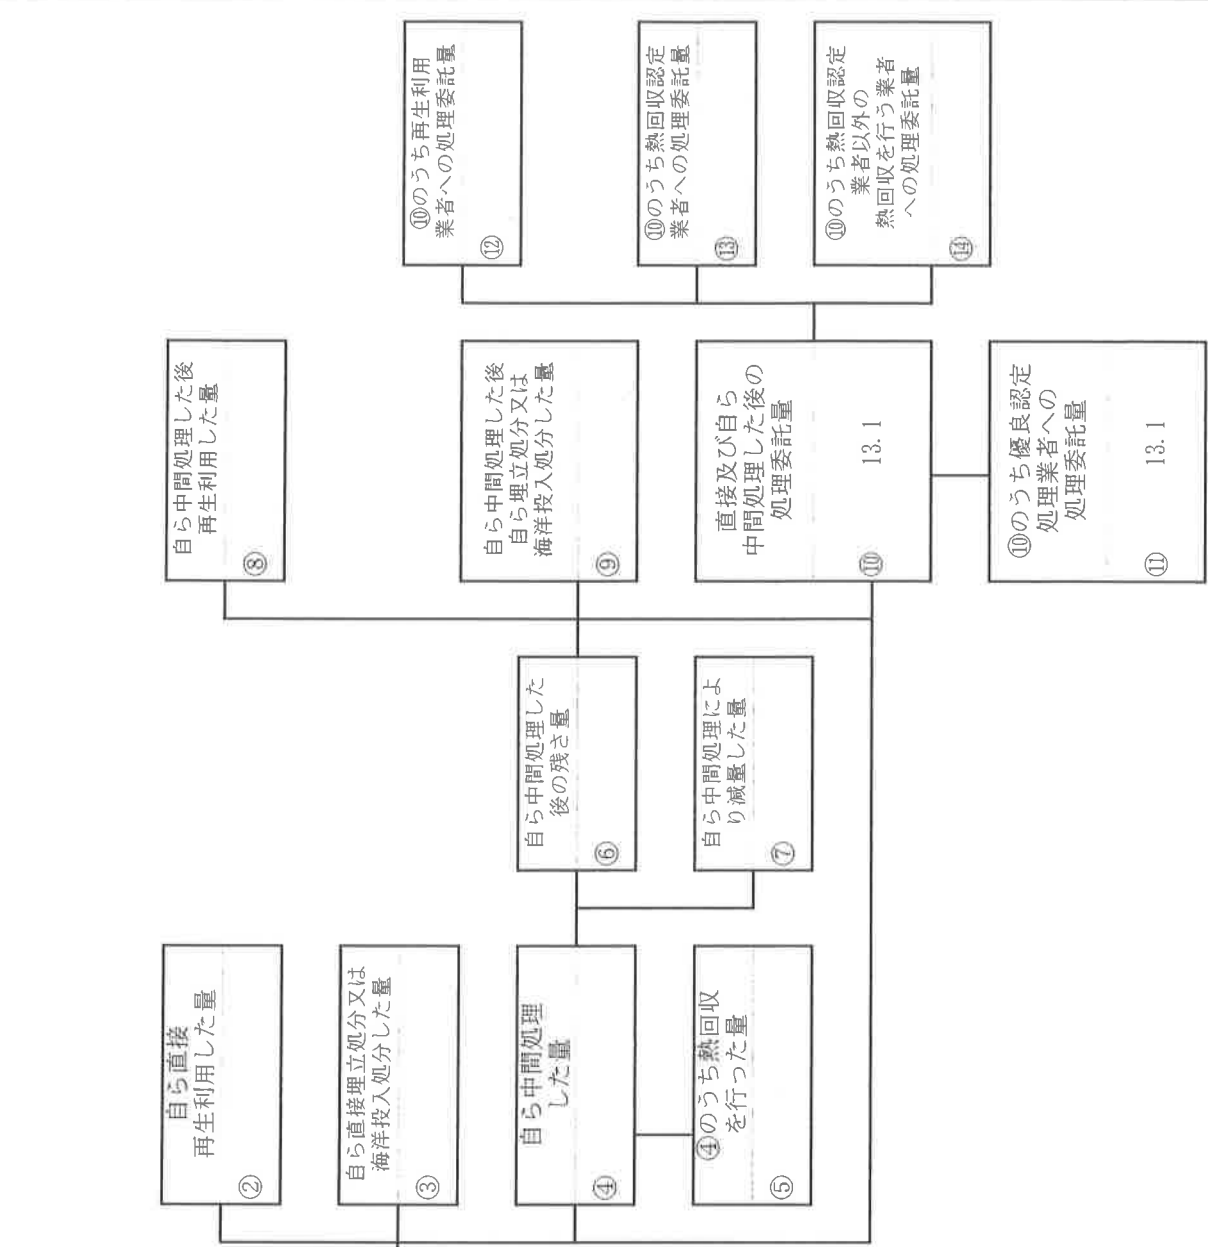 自ら直接
再生利用した量
②
自ら直接埋立処分又は
海洋投入処分した量
③
自ら中間処理
した量
④
④のうち熱回収
を行った量
⑤
自ら中間処理した
後の残さ量
⑥
自ら中間処理によ
り減量した量
⑦
自ら中間処理した後
再生利用した量
⑧
自ら中間処理した後
自ら埋立処分又は
海洋投入処分した量
⑨
直接及び自ら
中間処理した後の
処理委託量
⑩ 13.1
⑩のうち優良認定
処理業者への
処理委託量
⑪ 13.1
⑩のうち再生利用
業者への処理委託量
⑫
⑩のうち熱回収認定
業者への処理委託量
⑬
⑩のうち熱回収認定
業者以外の
熱回収を行う業者
への処理委託量
⑭